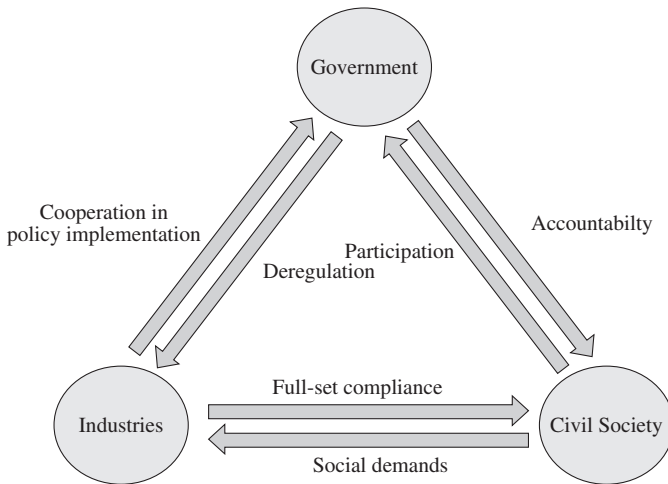 Government
Cooperation in
policy implementation
Deregulation
Participation
Accountabilty
Industries
Full-set compliance
Social demands
Civil Society